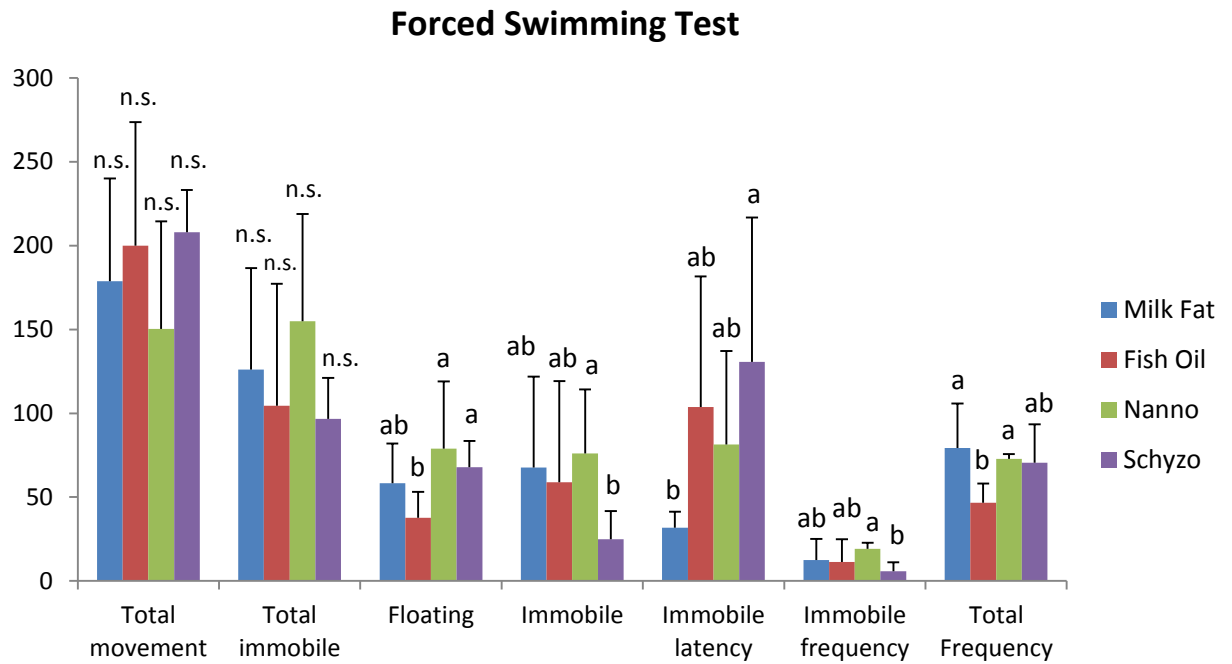 Forced Swimming Test
300
250
200
150
100
50
0
n.s. n.s. n.s. n.s.
n.s. n.s. n.s. n.s.
ab b a a
ab ab a b
b ab ab a
ab ab a b
a b a ab
Total movement
Total immobile
Floating
Immobile
Immobile latency
Immobile frequency
Total Frequency
Milk Fat
Fish Oil
Nanno
Schyzo